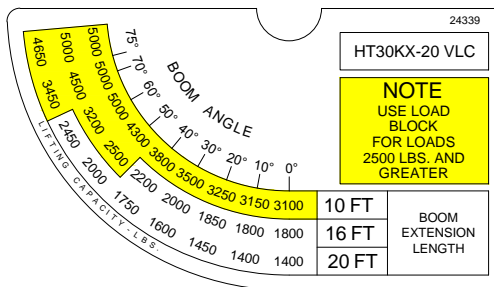 24339
HT30KX-20 VLC
NOTE
USE LOAD
BLOCK
FOR LOADS
2500 LBS. AND
GREATER
BOOM ANGLE
75° 70° 60° 50° 40° 30° 20° 10° 0°
5000 5000 5000 4300 3800 3500 3250 3150 3100 10 FT
5000 4500 3200 2500 2200 2000 1850 1800 1800 16 FT
4650 3450 2450 2000 1750 1600 1450 1400 1400 20 FT
LIFTING CAPACITY-LBS.
BOOM
EXTENSION
LENGTH